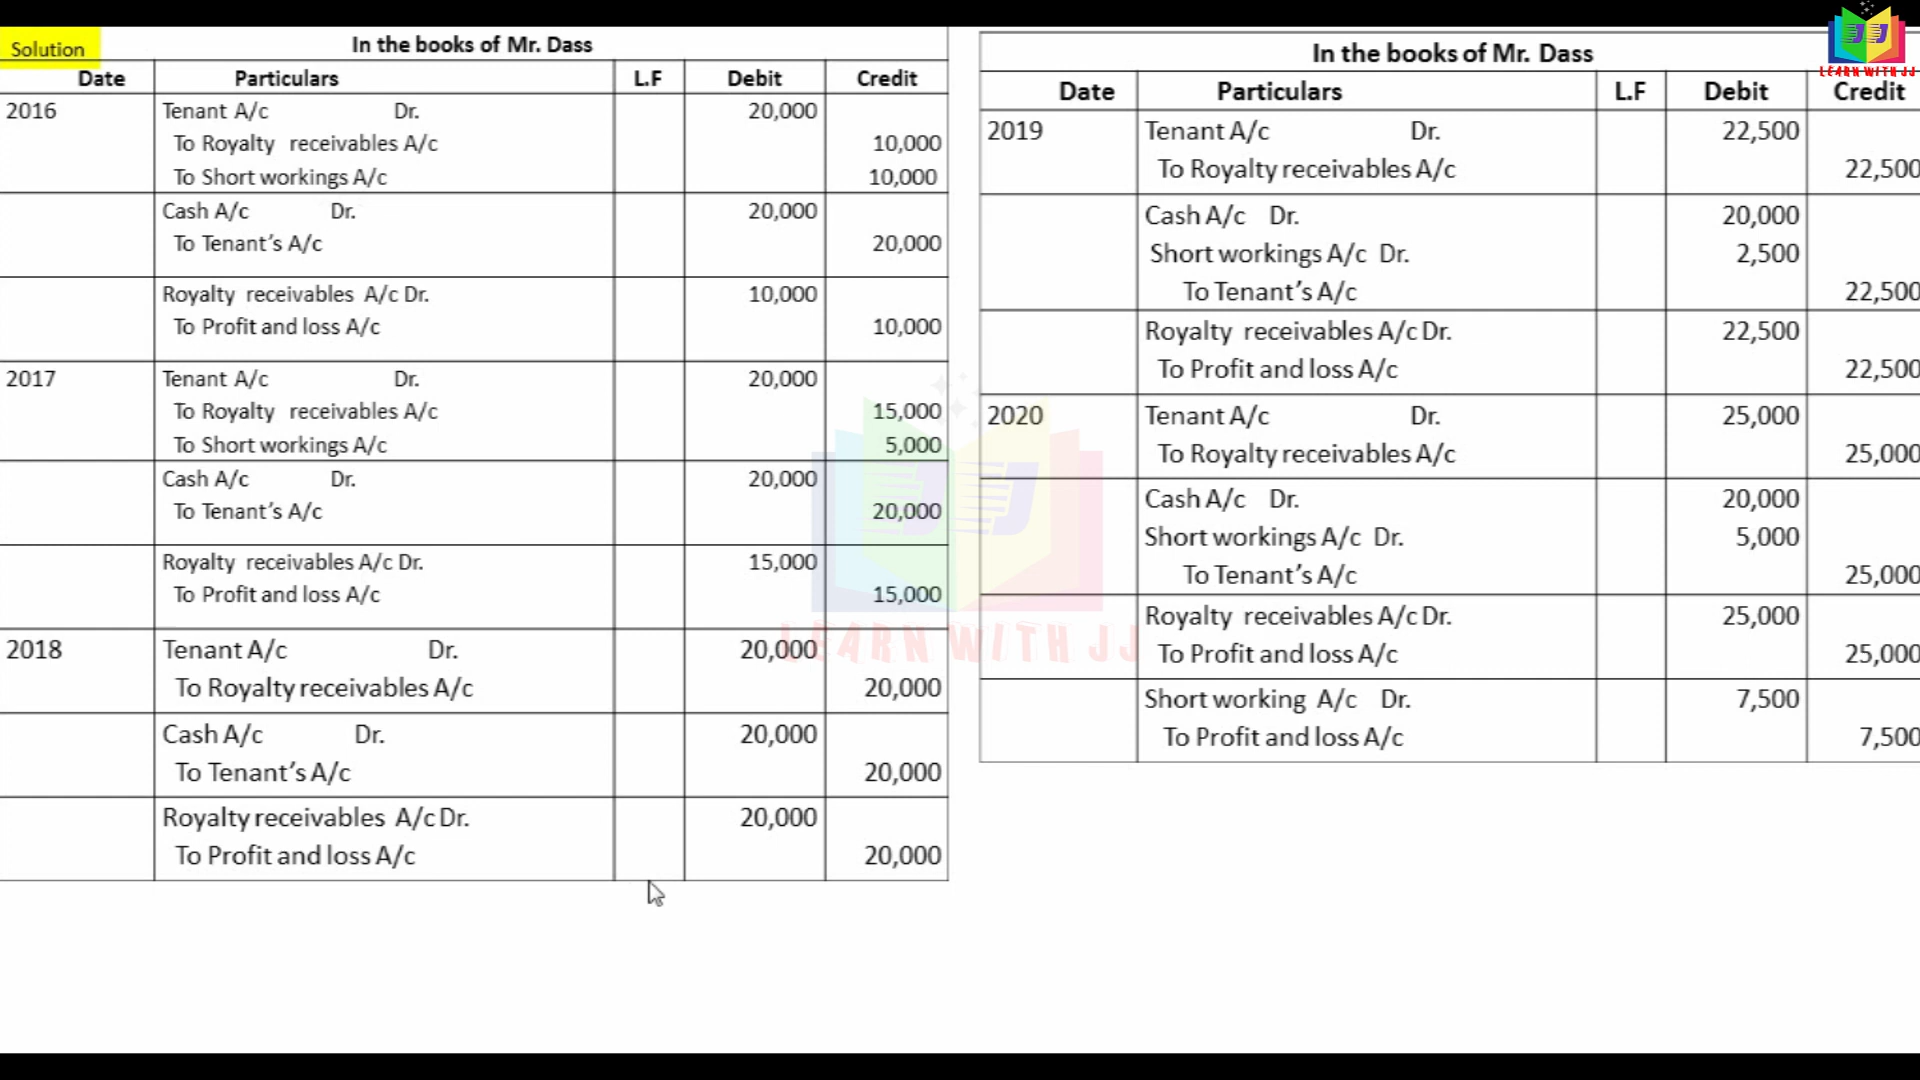 Solution
In the books of Mr. Dass
Date Particulars L.F Debit Credit
2016 Tenant A/c Dr. 20,000
To Royalty receivables A/c 10,000
To Short workings A/c 10,000
Cash A/c Dr. 20,000
To Tenant’s A/c 20,000
Royalty receivables A/c Dr. 10,000
To Profit and loss A/c 10,000
2017 Tenant A/c Dr. 20,000
To Royalty receivables A/c 15,000
To Short workings A/c 5,000
Cash A/c Dr. 20,000
To Tenant’s A/c 20,000
Royalty receivables A/c Dr. 15,000
To Profit and loss A/c 15,000
2018 Tenant A/c Dr. 20,000
To Royalty receivables A/c 20,000
Cash A/c Dr. 20,000
To Tenant’s A/c 20,000
Royalty receivables A/c Dr. 20,000
To Profit and loss A/c 20,000
In the books of Mr. Dass
Date Particulars L.F Debit Credit
2019 Tenant A/c Dr. 22,500
To Royalty receivables A/c 22,500
Cash A/c Dr. 20,000
Short workings A/c Dr. 2,500
To Tenant’s A/c 22,500
Royalty receivables A/c Dr. 22,500
To Profit and loss A/c 22,500
2020 Tenant A/c Dr. 25,000
To Royalty receivables A/c 25,000
Cash A/c Dr. 20,000
Short workings A/c Dr. 5,000
To Tenant’s A/c 25,000
Royalty receivables A/c Dr. 25,000
To Profit and loss A/c 25,000
Short working A/c Dr. 7,500
To Profit and loss A/c 7,500
JJ
LEARN WITH JJ
JJ
LEARN WITH JJ